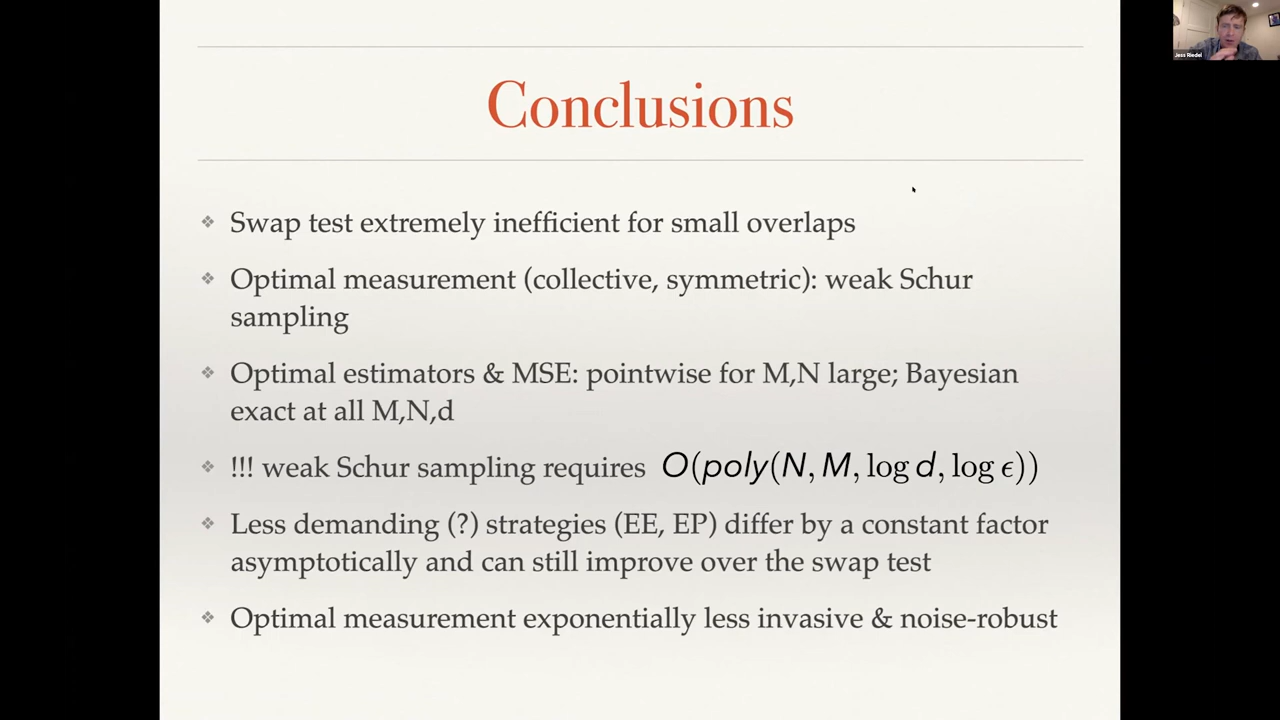 Jess Riedel
Conclusions
❖ Swap test extremely inefficient for small overlaps
❖ Optimal measurement (collective, symmetric): weak Schur
sampling
❖ Optimal estimators & MSE: pointwise for M,N large; Bayesian
exact at all M,N,d
❖ !!! weak Schur sampling requires O(poly(N, M, log d, log ϵ))
❖ Less demanding (?) strategies (EE, EP) differ by a constant factor
asymptotically and can still improve over the swap test
❖ Optimal measurement exponentially less invasive & noise-robust